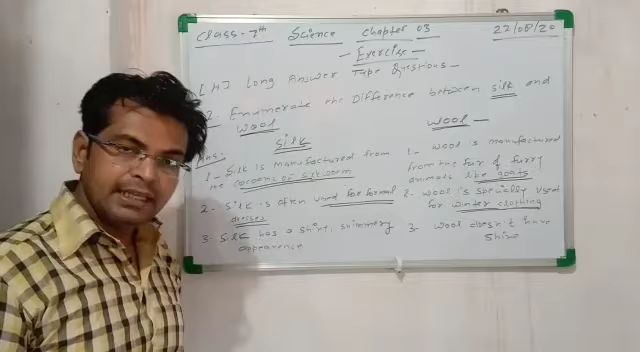 Class-7th Science Chapter 03 22/08/20
- Exercise -
[H] Long Answer Type Questions -
2. Enumerate the Difference between silk and
wool
Silk
Ans:
1- Silk is manufactured from
the cocoons of
2- Silk is often used for formal
dresses
3- Silk has a shiny, shimmery
appearence
wool -
1- wool is manufactured
from the fur of furry
animals like goats
2- wool is specially used
for winter clothing
3- wool doesn't have
shine